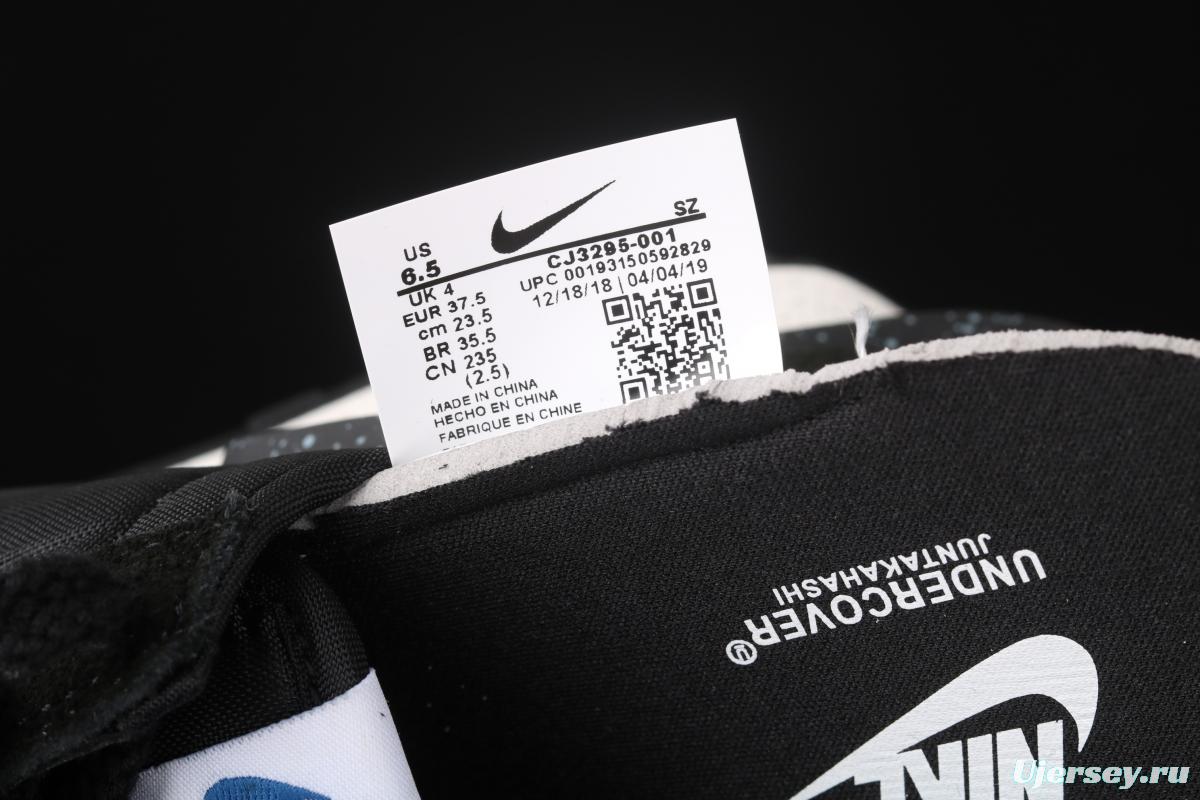 SZ
US
6.5
CJ3295-001
UPC 00193150592829
12/18/18 | 04/04/19
UK 4
EUR 37.5
cm 23.5
BR 35.5
CN 235
(2.5)
MADE IN CHINA
HECHO EN CHINA
FABRIQUE EN CHINE
UNDERCOVER
JUNTAKAHASHI
Ujersey.ru